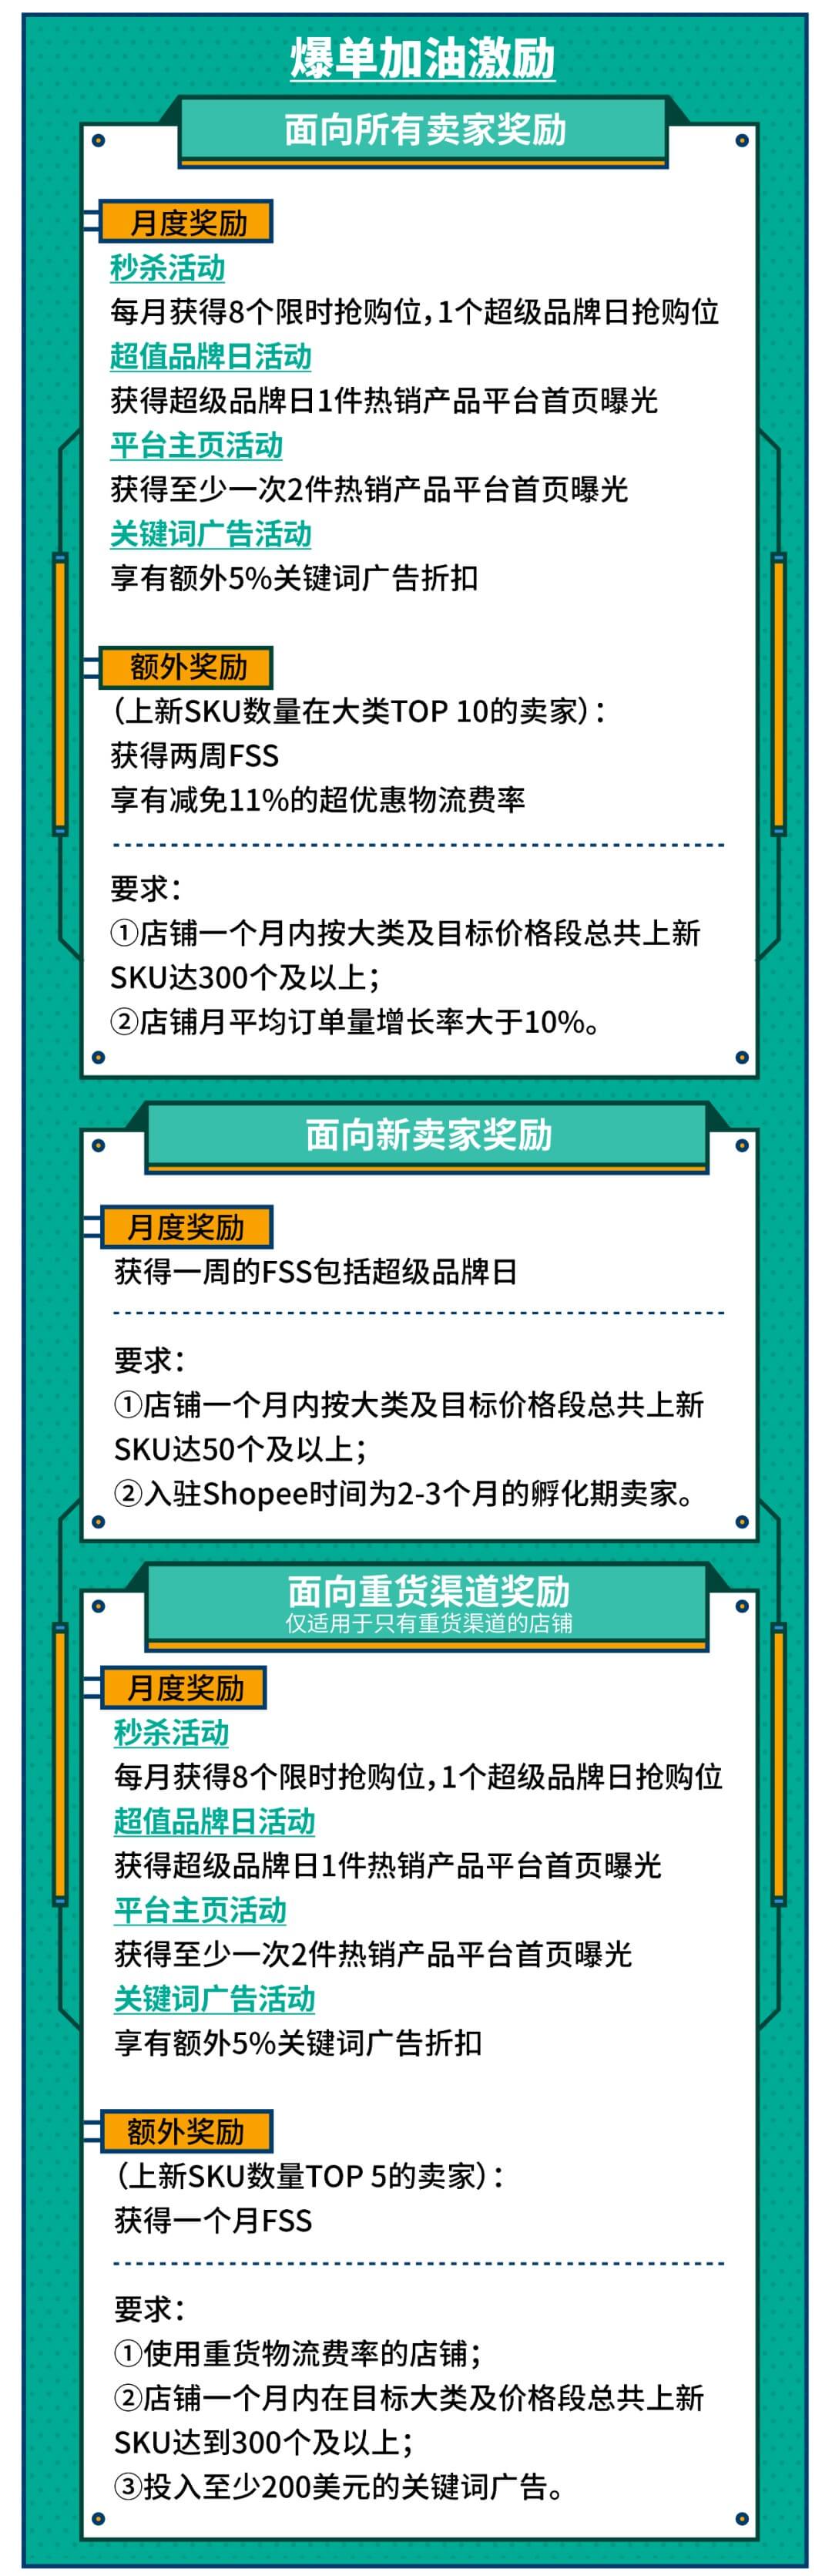 爆单加油激励
面向所有卖家奖励
月度奖励
秒杀活动
每月获得8个限时抢购位，1个超级品牌日抢购位
超值品牌日活动
获得超级品牌日1件热销产品平台首页曝光
平台主页活动
获得至少一次2件热销产品平台首页曝光
关键词广告活动
享有额外5%关键词广告折扣
额外奖励
（上新SKU数量在大类TOP 10的卖家）：
获得两周FSS
享有减免11%的超优惠物流费率
要求：
①店铺一个月内按大类及目标价格段总共上新
SKU达300个及以上；
②店铺月平均订单量增长率大于10%。
面向新卖家奖励
月度奖励
获得一周的FSS包括超级品牌日
要求：
①店铺一个月内按大类及目标价格段总共上新
SKU达50个及以上；
②入驻Shopee时间为2-3个月的孵化期卖家。
面向重货渠道奖励
仅适用于只有重货渠道的店铺
月度奖励
秒杀活动
每月获得8个限时抢购位，1个超级品牌日抢购位
超值品牌日活动
获得超级品牌日1件热销产品平台首页曝光
平台主页活动
获得至少一次2件热销产品平台首页曝光
关键词广告活动
享有额外5%关键词广告折扣
额外奖励
（上新SKU数量TOP 5的卖家）：
获得一个月FSS
要求：
①使用重货物流费率的店铺；
②店铺一个月内在目标大类及价格段总共上新
SKU达到300个及以上；
③投入至少200美元的关键词广告。